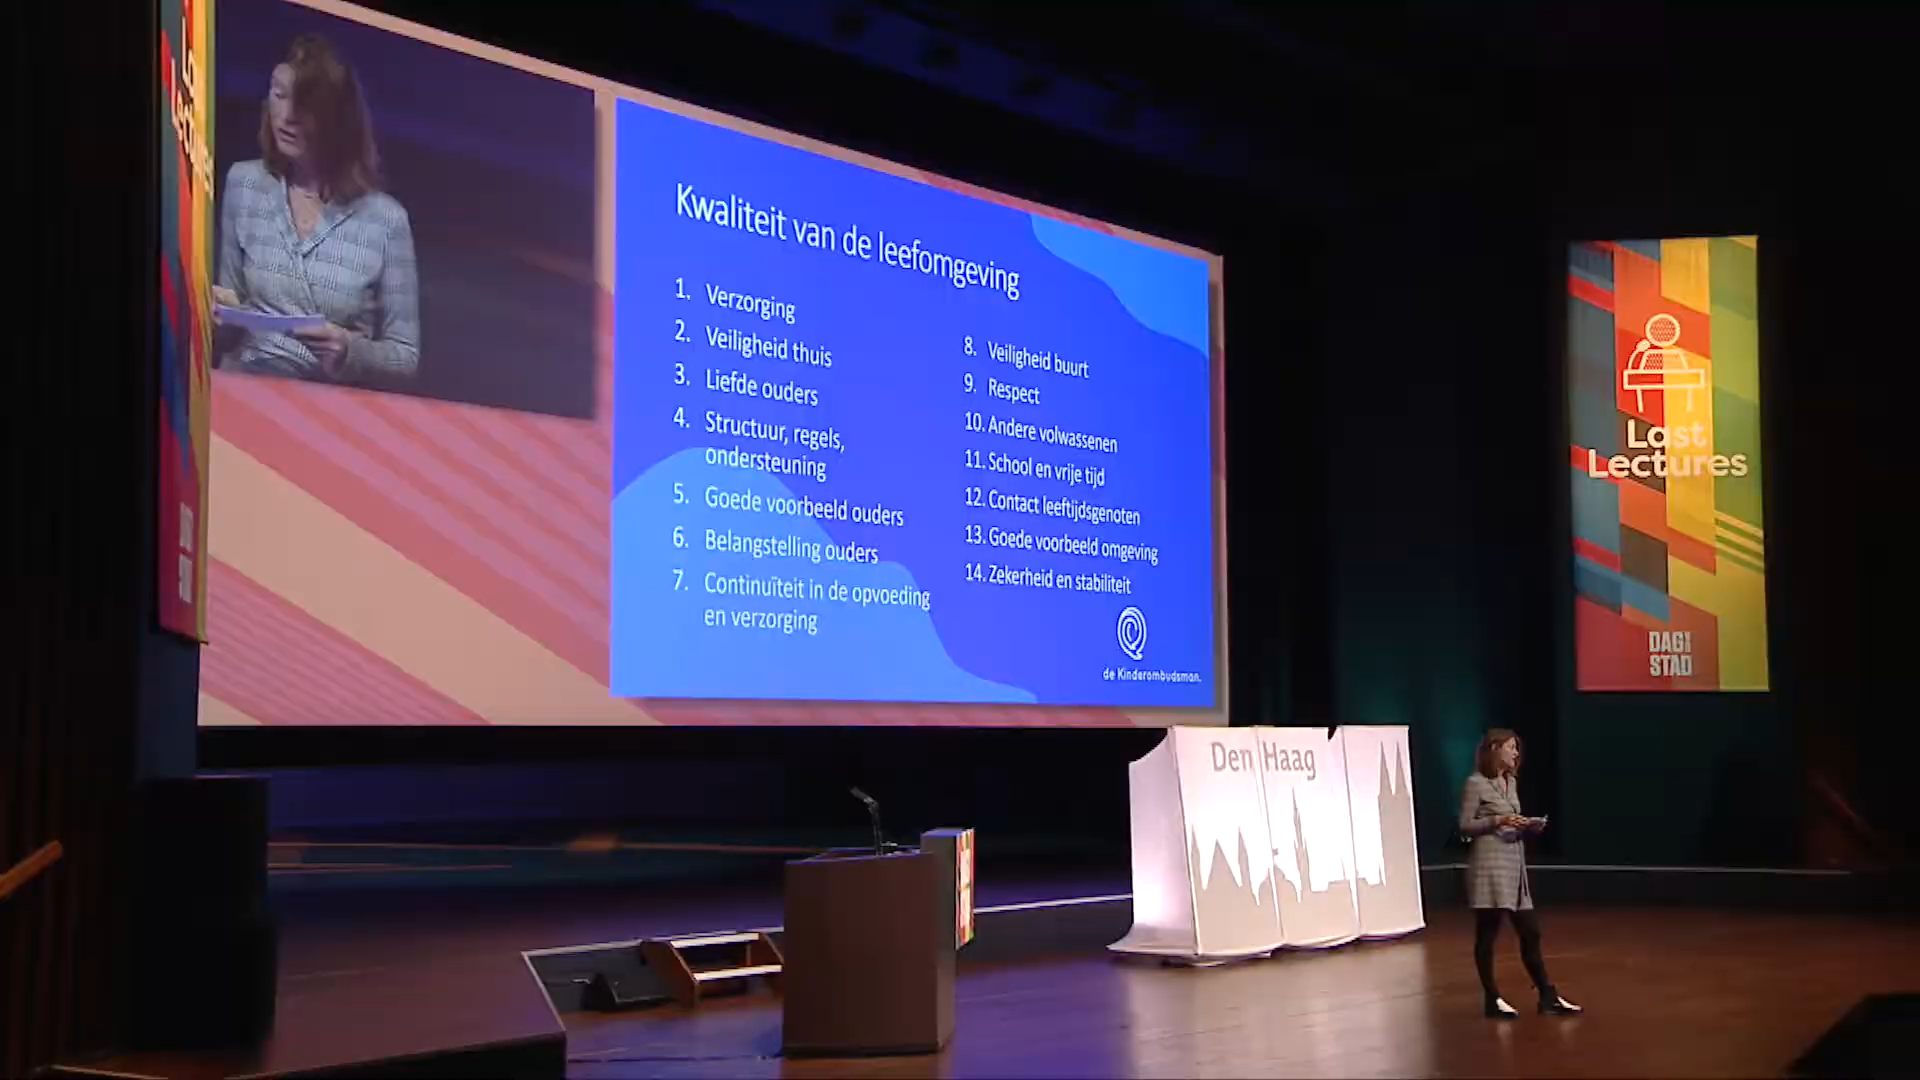 Kwaliteit van de leefomgeving
1. Verzorging
2. Veiligheid thuis
3. Liefde ouders
4. Structuur, regels,
ondersteuning
5. Goede voorbeeld ouders
6. Belangstelling ouders
7. Continuïteit in de opvoeding
en verzorging
8. Veiligheid buurt
9. Respect
10. Andere volwassenen
11. School en vrije tijd
12. Contact leeftijdsgenoten
13. Goede voorbeeld omgeving
14. Zekerheid en stabiliteit
de Kinderombudsman.
Last
Lectures
DAG
STAD
Den Haag